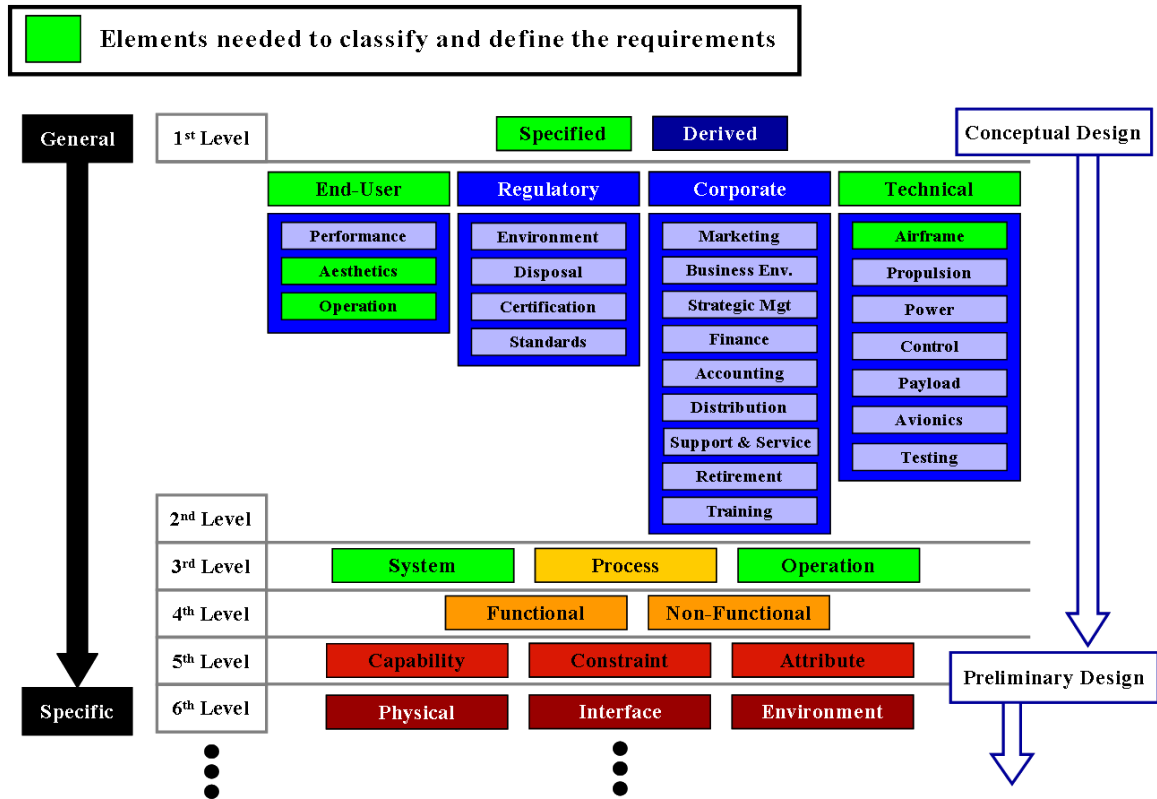 Elements needed to classify and define the requirements
General
1st Level
Specified
Derived
Conceptual Design
End-User
Regulatory
Corporate
Technical
Performance
Aesthetics
Operation
Environment
Disposal
Certification
Standards
Marketing
Business Env.
Strategic Mgt
Finance
Accounting
Distribution
Support & Service
Retirement
Training
Airframe
Propulsion
Power
Control
Payload
Avionics
Testing
2nd Level
3rd Level
System
Process
Operation
4th Level
Functional
Non-Functional
5th Level
Capability
Constraint
Attribute
Preliminary Design
Specific
6th Level
Physical
Interface
Environment